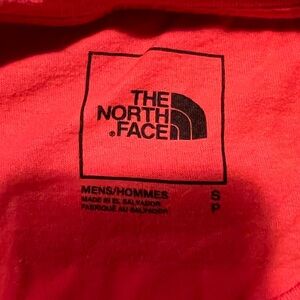 THE
NORTH
FACE
MENS/HOMMES S
MADE IN EL SALVADOR P
FABRIQUÉ AU SALVADOR